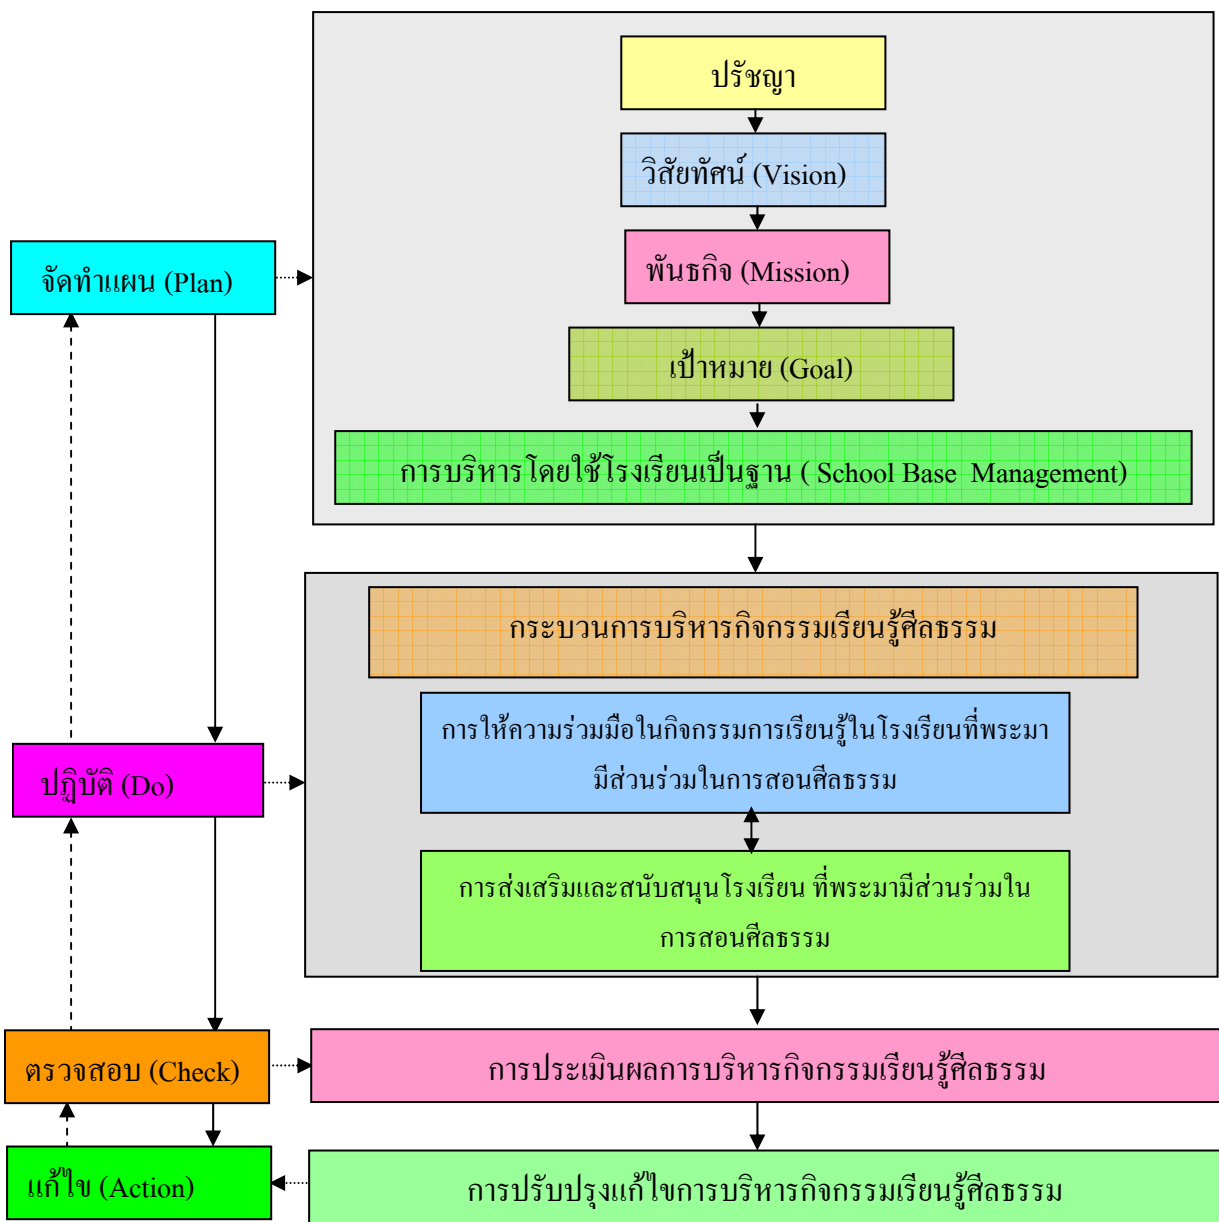 ปรัชญา
วิสัยทัศน์ (Vision)
พันธกิจ (Mission)
จัดทำแผน (Plan)
เป้าหมาย (Goal)
การบริหารโดยใช้โรงเรียนเป็นฐาน ( School Base Management)
กระบวนการบริหารกิจกรรมเรียนรู้ศีลธรรม
การให้ความร่วมมือในกิจกรรมการเรียนรู้ในโรงเรียนที่พระมา
มีส่วนร่วมในการสอนศีลธรรม
ปฏิบัติ (Do)
การส่งเสริมและสนับสนุนโรงเรียน ที่พระมามีส่วนร่วมใน
การสอนศีลธรรม
ตรวจสอบ (Check)
การประเมินผลการบริหารกิจกรรมเรียนรู้ศีลธรรม
แก้ไข (Action)
การปรับปรุงแก้ไขการบริหารกิจกรรมเรียนรู้ศีลธรรม